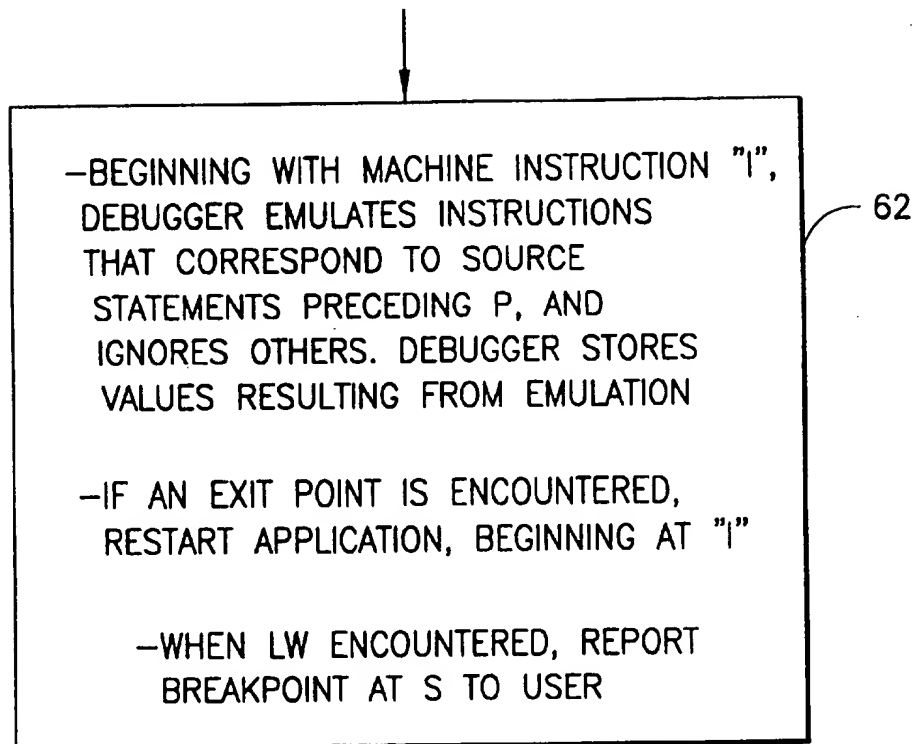 –BEGINNING WITH MACHINE INSTRUCTION "I",
DEBUGGER EMULATES INSTRUCTIONS
THAT CORRESPOND TO SOURCE
STATEMENTS PRECEDING P, AND
IGNORES OTHERS. DEBUGGER STORES
VALUES RESULTING FROM EMULATION
–IF AN EXIT POINT IS ENCOUNTERED,
RESTART APPLICATION, BEGINNING AT "I"
–WHEN LW ENCOUNTERED, REPORT
BREAKPOINT AT S TO USER
62